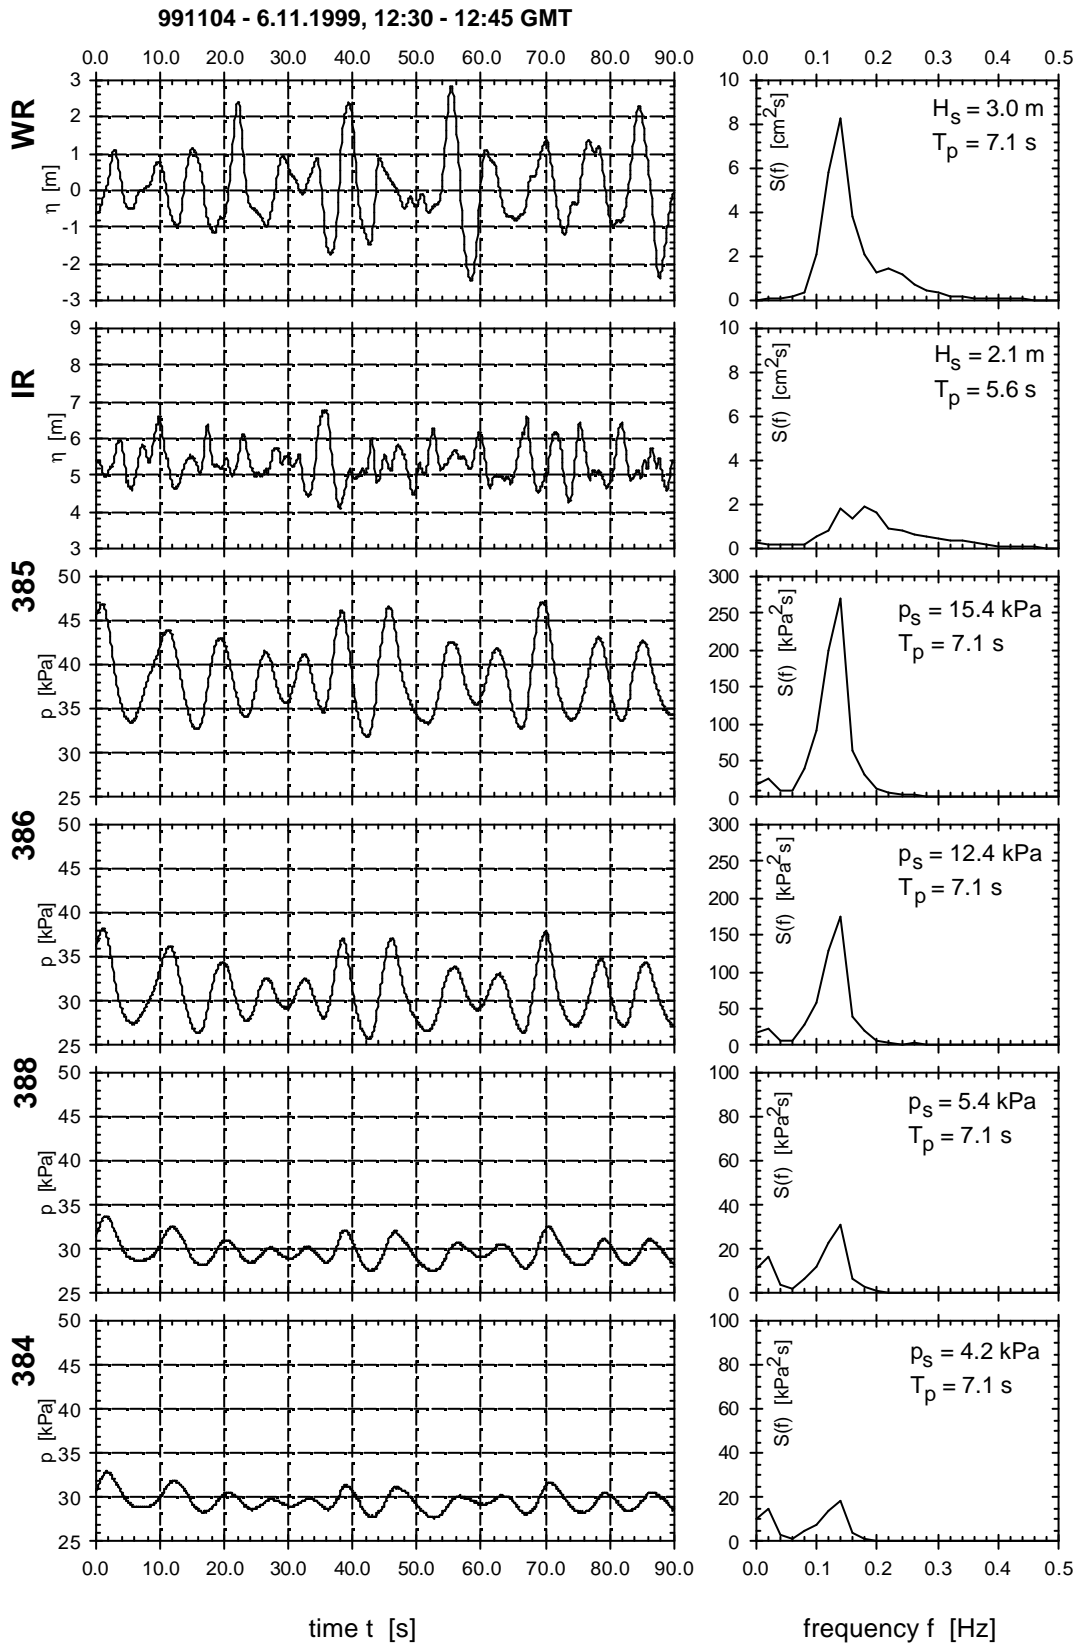 991104 - 6.11.1999, 12:30 - 12:45 GMT
0.0 10.0 20.0 30.0 40.0 50.0 60.0 70.0 80.0 90.0
0.0 0.1 0.2 0.3 0.4 0.5
WR
η [m]
3
2
1
0
-1
-2
-3
S(f) [cm2s]
10
8
6
4
2
0
Hs = 3.0 m
Tp = 7.1 s
IR
η [m]
9
8
7
6
5
4
3
S(f) [cm2s]
10
8
6
4
2
0
Hs = 2.1 m
Tp = 5.6 s
385
p [kPa]
50
45
40
35
30
25
S(f) [kPa2s]
300
250
200
150
100
50
0
ps = 15.4 kPa
Tp = 7.1 s
386
p [kPa]
50
45
40
35
30
25
S(f) [kPa2s]
300
250
200
150
100
50
0
ps = 12.4 kPa
Tp = 7.1 s
388
p [kPa]
50
45
40
35
30
25
S(f) [kPa2s]
100
80
60
40
20
0
ps = 5.4 kPa
Tp = 7.1 s
384
p [kPa]
50
45
40
35
30
25
S(f) [kPa2s]
100
80
60
40
20
0
ps = 4.2 kPa
Tp = 7.1 s
0.0 10.0 20.0 30.0 40.0 50.0 60.0 70.0 80.0 90.0
0.0 0.1 0.2 0.3 0.4 0.5
time t [s]
frequency f [Hz]